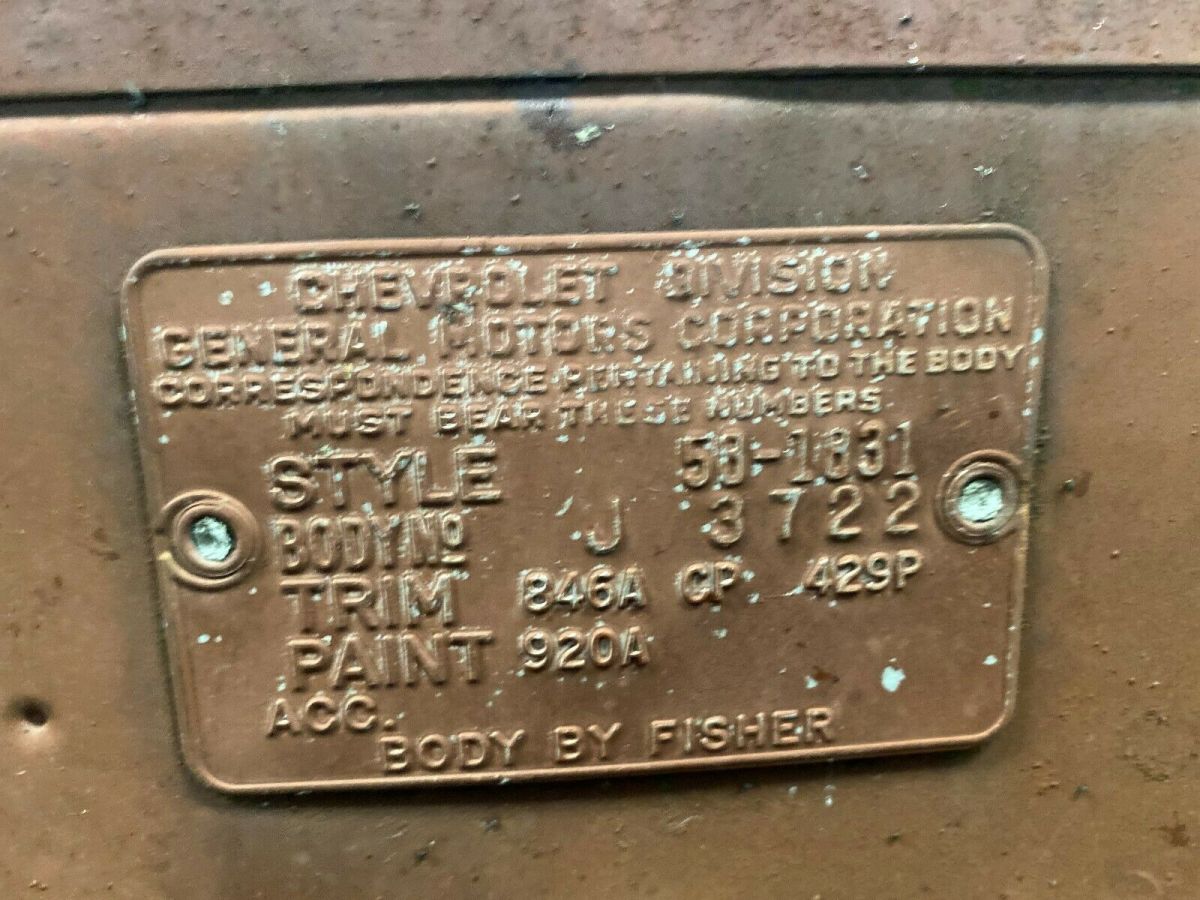 CHEVROLET DIVISION
GENERAL MOTORS CORPORATION
CORRESPONDENCE PERTAINING TO THE BODY
MUST BEAR THESE NUMBERS
STYLE 58-1831
BODY NO J 3722
TRIM 846A CP 429P
PAINT 920A
ACC.
BODY BY FISHER